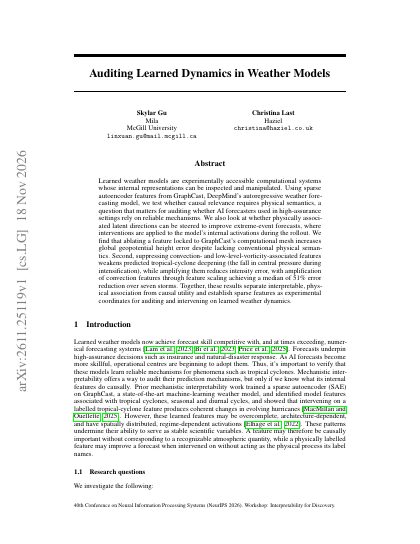 Auditing Learned Dynamics in Weather Models
Skylar Gu
Mila
McGill University
linxuan.gu@mail.mcgill.ca
Christina Last
Haziel
christina@haziel.co.uk
Abstract
Learned weather models are experimentally accessible computational systems
whose internal representations can be inspected and manipulated. Using sparse
autoencoder features from GraphCast, DeepMind's autoregressive weather fore-
casting model, we test whether causal relevance requires physical semantics, a
question that matters for auditing whether AI forecasters used in high-assurance
settings rely on reliable mechanisms. We also look at whether physically associ-
ated latent directions can be steered to improve extreme-event forecasts, where
interventions are applied to the model's internal activations during the rollout. We
find that ablating a feature locked to GraphCast's computational mesh increases
global geopotential height error despite lacking conventional physical seman-
tics. Second, suppressing convection- and low-level-vorticity-associated features
weakens predicted tropical-cyclone deepening (the fall in central pressure during
intensification), while amplifying them reduces intensity error, with amplification
of convection features through feature scaling achieving a median of 51% error
reduction over seven storms. Together, these results separate interpretable, phys-
ical association from causal utility and establish sparse features as experimental
coordinates for auditing and intervening on learned weather dynamics.
1 Introduction
Learned weather models now achieve forecast skill competitive with, and at times exceeding, numer-
ical forecasting systems [Lam et al., 2023, Bi et al., 2023, Price et al., 2025]. Forecasts underpin
high-assurance decisions such as insurance and natural-disaster response. As AI forecasts become
more skillful, operational centres are beginning to adopt them. Thus, it's important to verify that
these models learn reliable mechanisms for phenomena such as tropical cyclones. Mechanistic inter-
pretability offers a way to audit their prediction mechanisms, but only if we know what its internal
features do causally. Prior mechanistic interpretability work trained a sparse autoencoder (SAE)
on GraphCast, a state-of-the-art machine-learning weather model, and identified model features
associated with tropical cyclones, seasonal and diurnal cycles, and showed that intervening on a
labelled tropical-cyclone feature produces coherent changes in evolving hurricanes [MacMillan and
Ouellette, 2025]. However, these learned features may be overcomplete, architecture-dependent,
and have spatially distributed, regime-dependent activations [Elhage et al., 2022]. These patterns
undermine their ability to serve as stable scientific variables. A feature may therefore be causally
important without corresponding to a recognizable atmospheric quantity, while a physically labelled
feature may improve a forecast when intervened on without acting as the physical process its label
names.
1.1 Research questions
We investigate the following:
40th Conference on Neural Information Processing Systems (NeurIPS 2026). Workshop: Interpretability for Discovery.
arXiv:2611.25119v1 [cs.LG] 18 Nov 2026